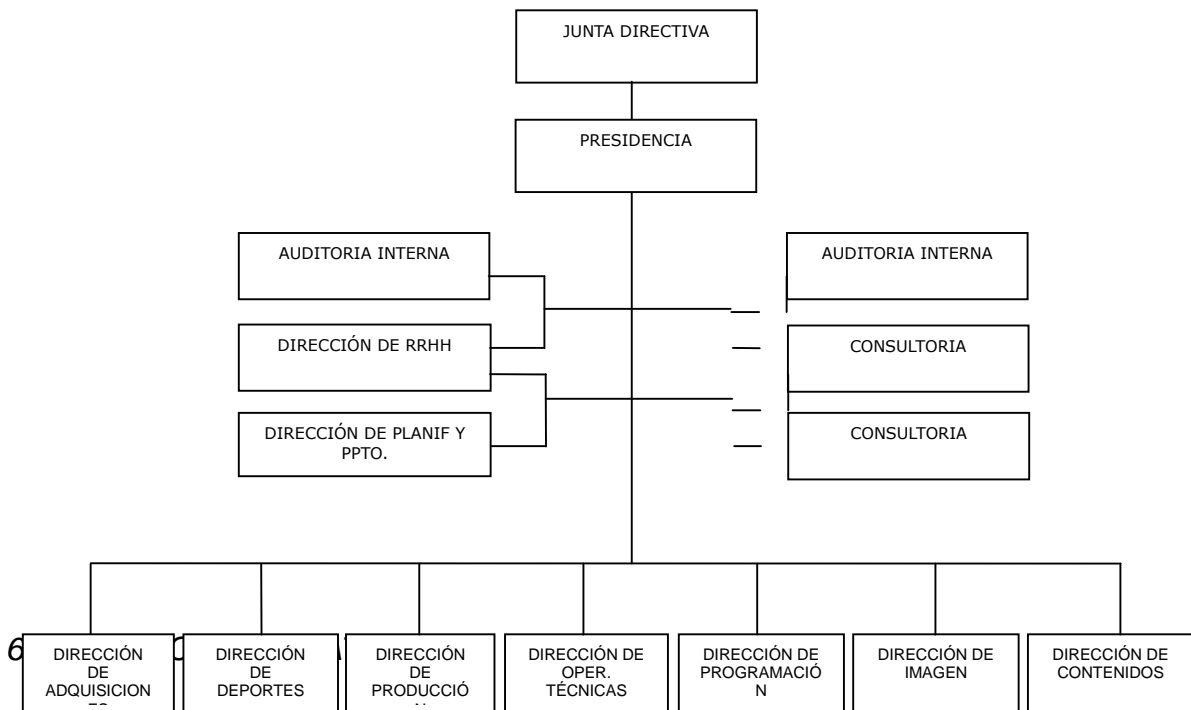 JUNTA DIRECTIVA
PRESIDENCIA
AUDITORIA INTERNA
AUDITORIA INTERNA
DIRECCIÓN DE RRHH
CONSULTORIA
DIRECCIÓN DE PLANIF Y
PPTO.
CONSULTORIA
6
DIRECCIÓN
DE
ADQUISICION
ES
DIRECCIÓN
DE
DEPORTES
DIRECCIÓN
DE
PRODUCCIÓ
N
DIRECCIÓN DE
OPER.
TÉCNICAS
DIRECCIÓN DE
PROGRAMACIÓ
N
DIRECCIÓN DE
IMAGEN
DIRECCIÓN DE
CONTENIDOS